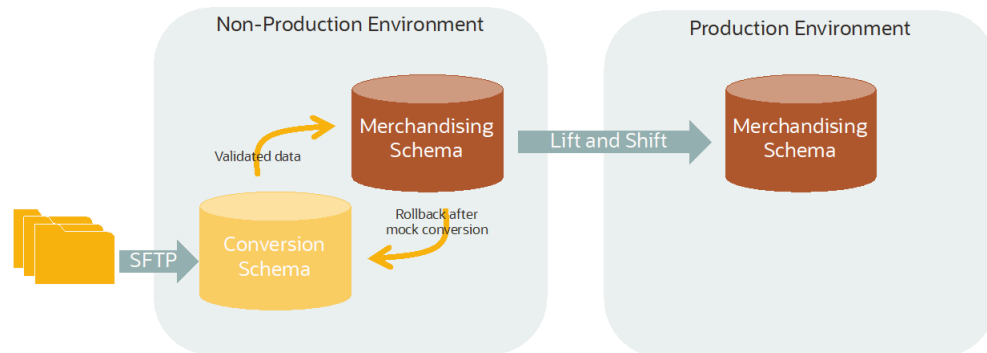 Non-Production Environment
Production Environment
Merchandising
Schema
Merchandising
Schema
Lift and Shift
Validated data
Rollback after
mock conversion
Conversion
Schema
SFTP